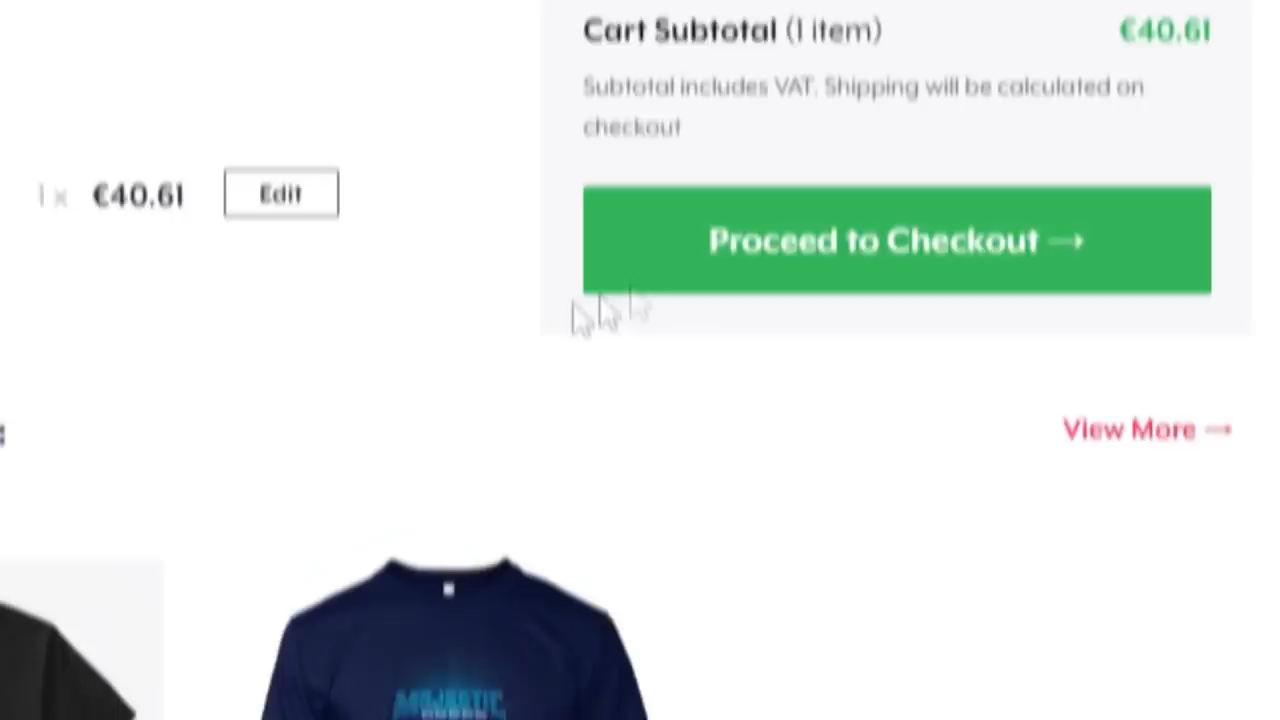 Cart Subtotal (1 item) €40.61
Subtotal includes VAT. Shipping will be calculated on
checkout
1 x €40.61 Edit
Proceed to Checkout →
View More →
MAJESTIC